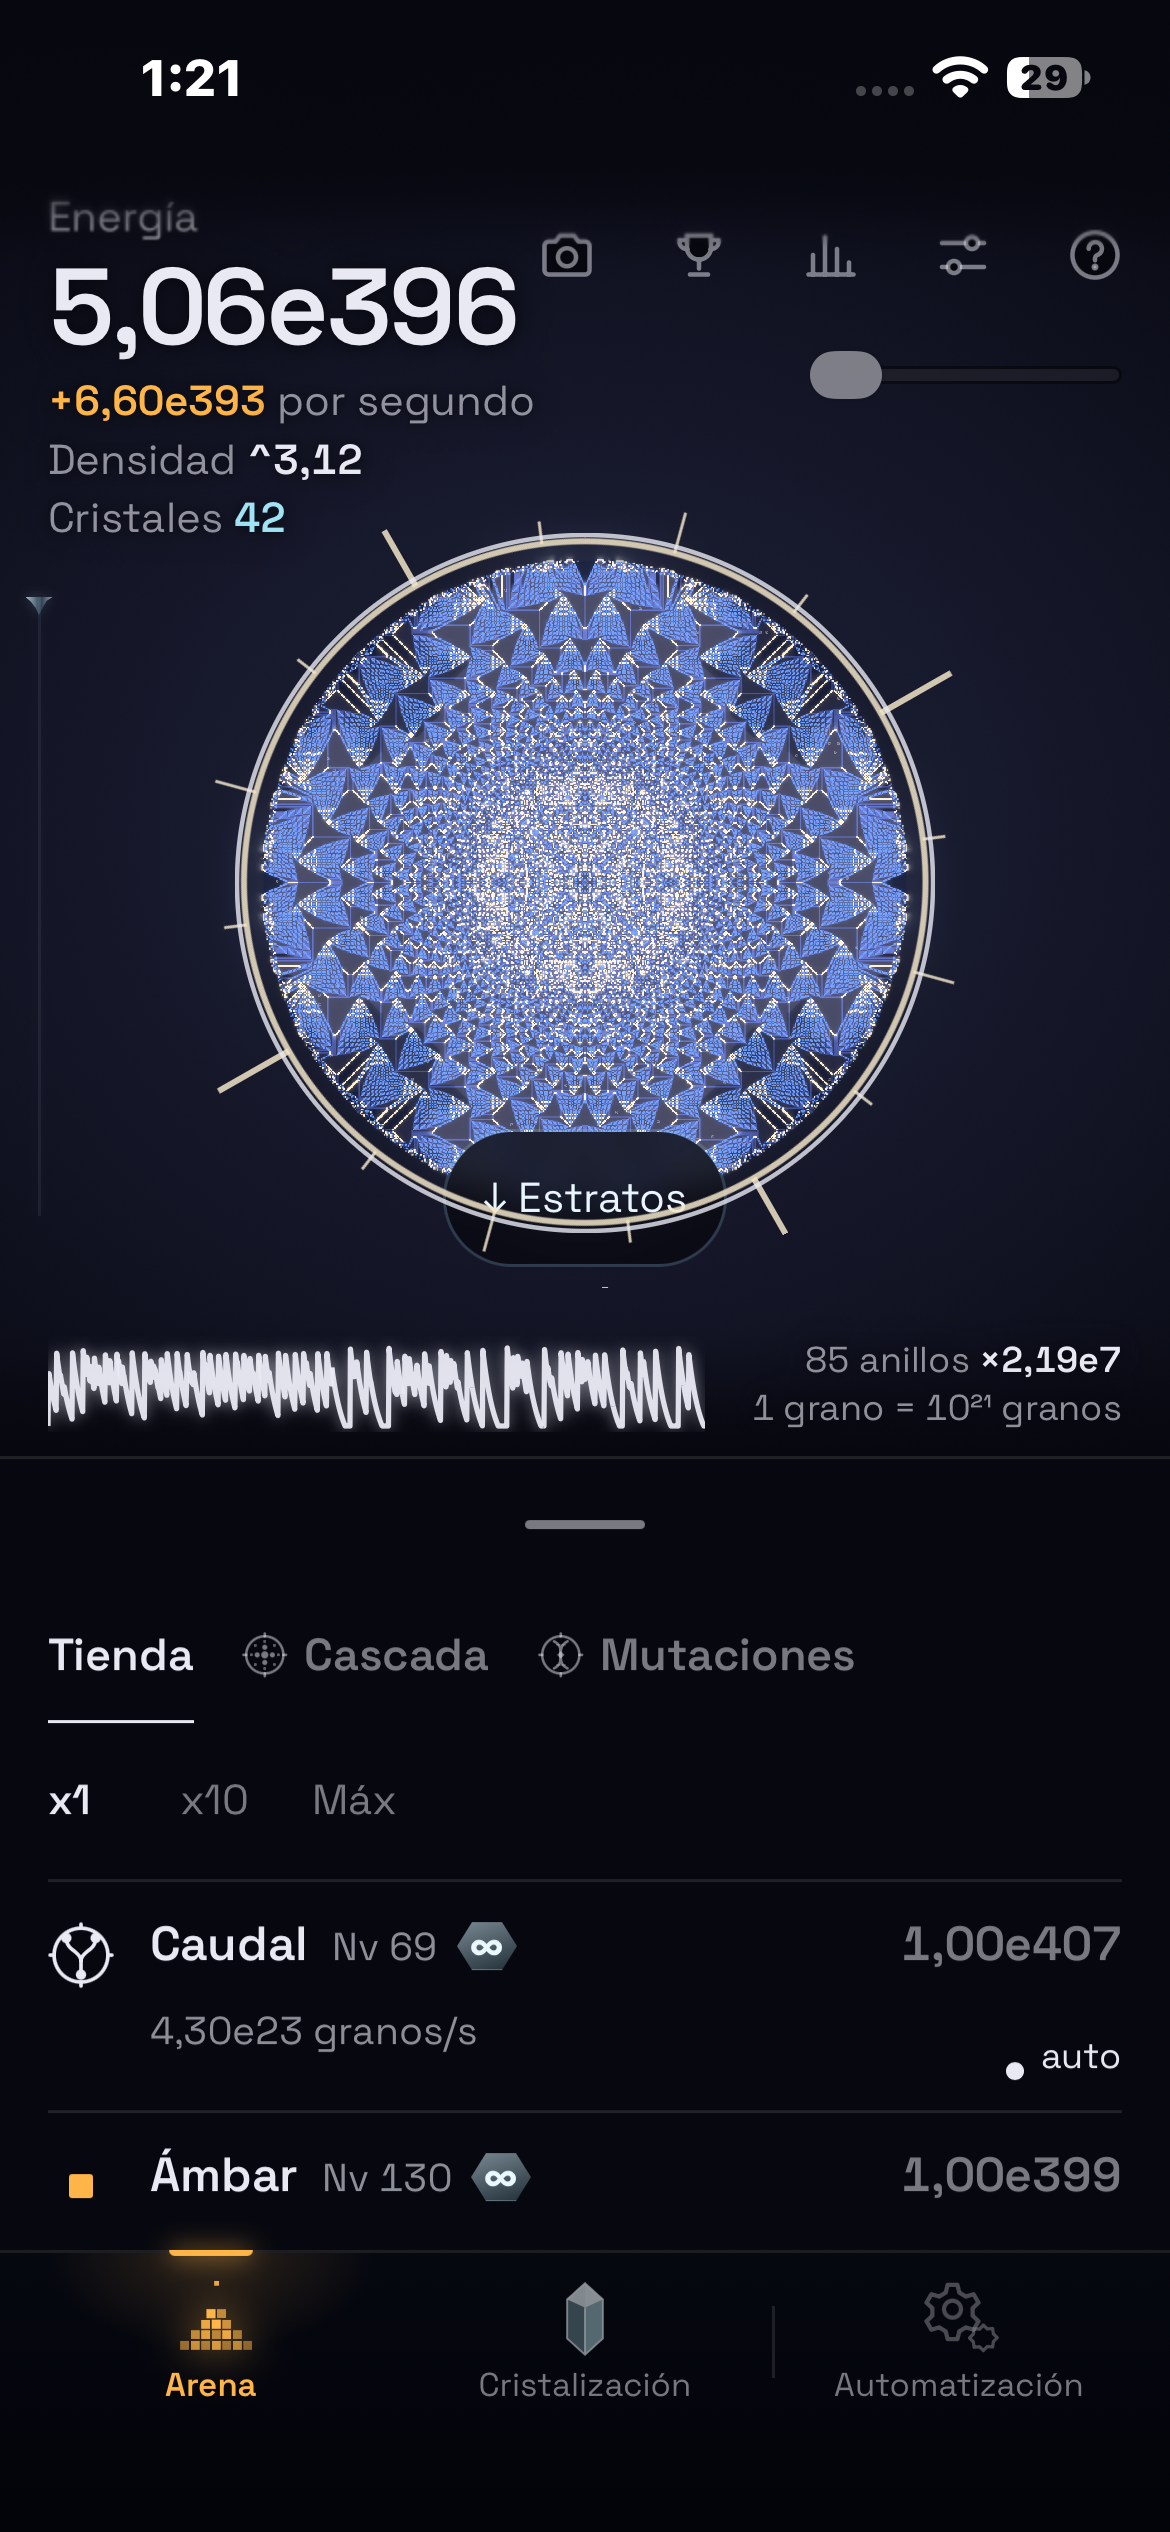 1:21
29
Energía
5,06e396
+6,60e393 por segundo
Densidad ^3,12
Cristales 42
↓ Estratos
85 anillos ×2,19e7
1 grano = 10²¹ granos
Tienda Cascada Mutaciones
x1 x10 Máx
Caudal Nv 69 ∞ 1,00e407
4,30e23 granos/s
auto
Ámbar Nv 130 ∞ 1,00e399
Arena Cristalización Automatización